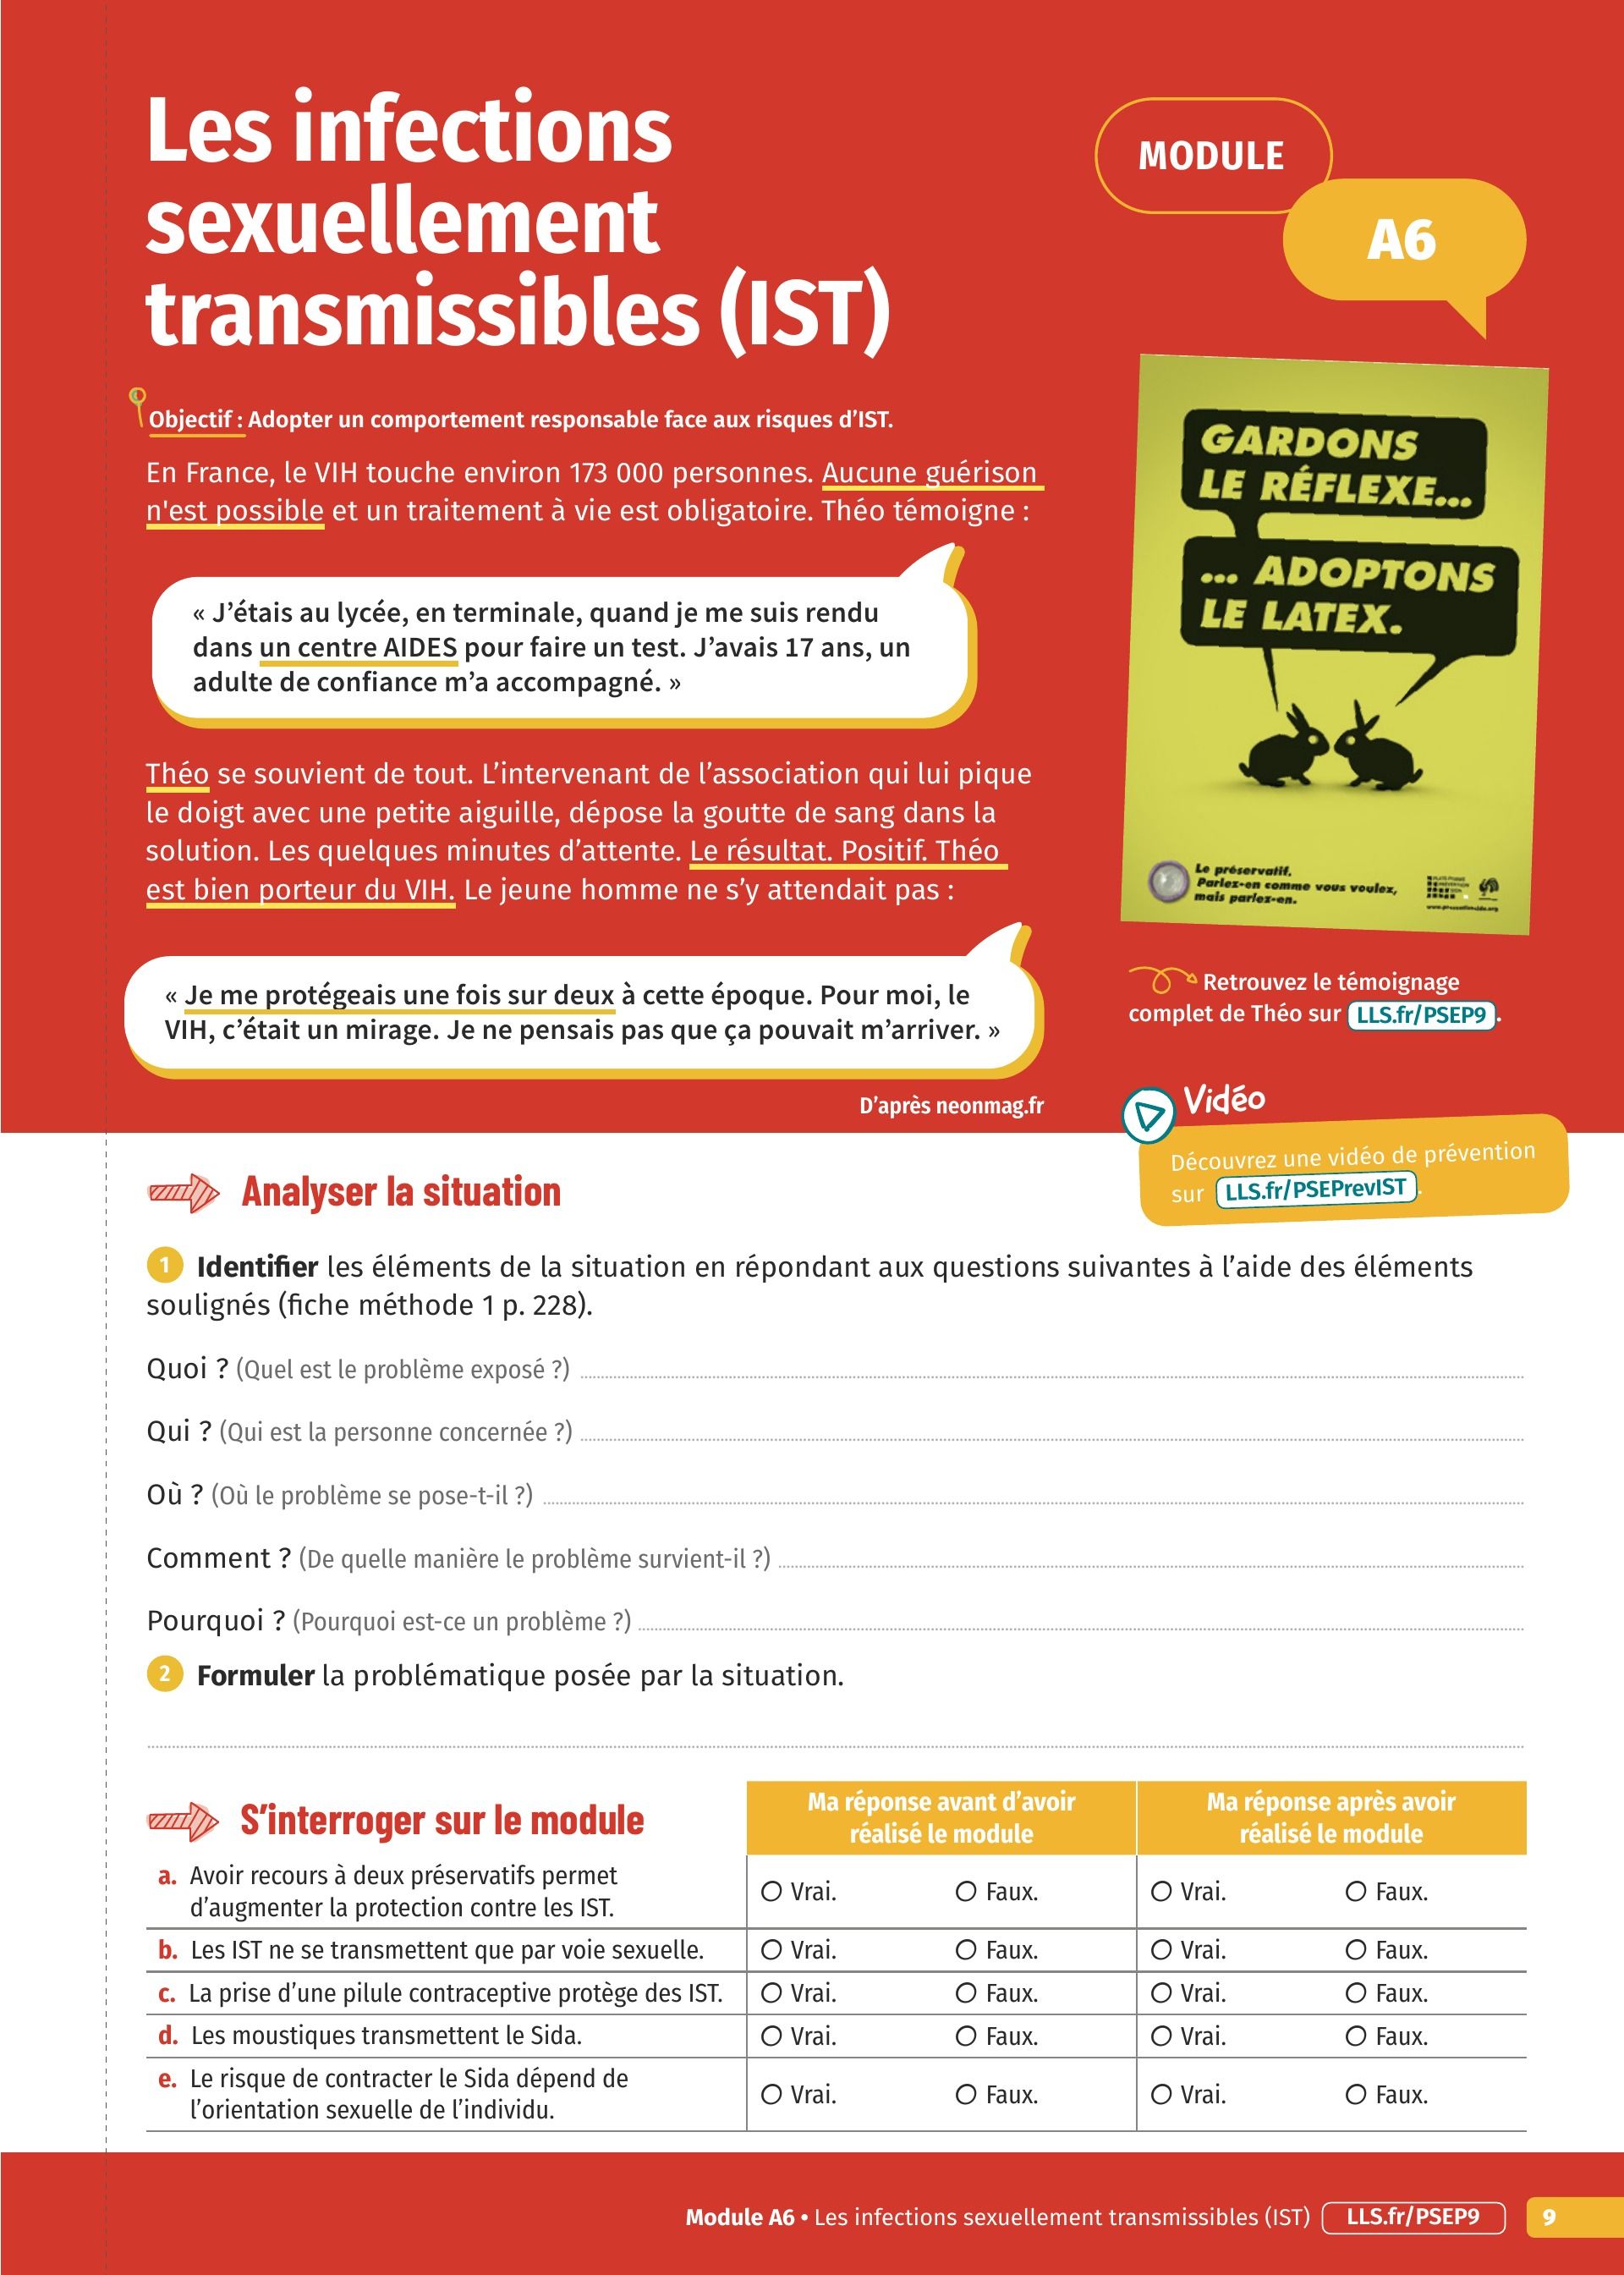 Les infections
sexuellement
transmissibles (IST)
MODULE
A6
Objectif : Adopter un comportement responsable face aux risques d’IST.
En France, le VIH touche environ 173 000 personnes. Aucune guérison
n'est possible et un traitement à vie est obligatoire. Théo témoigne :
« J’étais au lycée, en terminale, quand je me suis rendu
dans un centre AIDES pour faire un test. J’avais 17 ans, un
adulte de confiance m’a accompagné. »
Théo se souvient de tout. L’intervenant de l’association qui lui pique
le doigt avec une petite aiguille, dépose la goutte de sang dans la
solution. Les quelques minutes d’attente. Le résultat. Positif. Théo
est bien porteur du VIH. Le jeune homme ne s’y attendait pas :
« Je me protégeais une fois sur deux à cette époque. Pour moi, le
VIH, c’était un mirage. Je ne pensais pas que ça pouvait m’arriver. »
D’après neonmag.fr
GARDONS
LE RÉFLEXE...
... ADOPTONS
LE LATEX.
Le préservatif.
Parlez-en comme vous voulez,
mais parlez-en.
Retrouvez le témoignage
complet de Théo sur LLS.fr/PSEP9.
Vidéo
Découvrez une vidéo de prévention
sur LLS.fr/PSEPrevIST.
Analyser la situation
1 Identifier les éléments de la situation en répondant aux questions suivantes à l’aide des éléments
soulignés (fiche méthode 1 p. 228).
Quoi ? (Quel est le problème exposé ?)
Qui ? (Qui est la personne concernée ?)
Où ? (Où le problème se pose-t-il ?)
Comment ? (De quelle manière le problème survient-il ?)
Pourquoi ? (Pourquoi est-ce un problème ?)
2 Formuler la problématique posée par la situation.
S’interroger sur le module
Ma réponse avant d’avoir
réalisé le module
Ma réponse après avoir
réalisé le module
a. Avoir recours à deux préservatifs permet
d’augmenter la protection contre les IST.
Vrai. Faux. Vrai. Faux.
b. Les IST ne se transmettent que par voie sexuelle. Vrai. Faux. Vrai. Faux.
c. La prise d’une pilule contraceptive protège des IST. Vrai. Faux. Vrai. Faux.
d. Les moustiques transmettent le Sida. Vrai. Faux. Vrai. Faux.
e. Le risque de contracter le Sida dépend de
l’orientation sexuelle de l’individu.
Vrai. Faux. Vrai. Faux.
Module A6 • Les infections sexuellement transmissibles (IST) LLS.fr/PSEP9 9